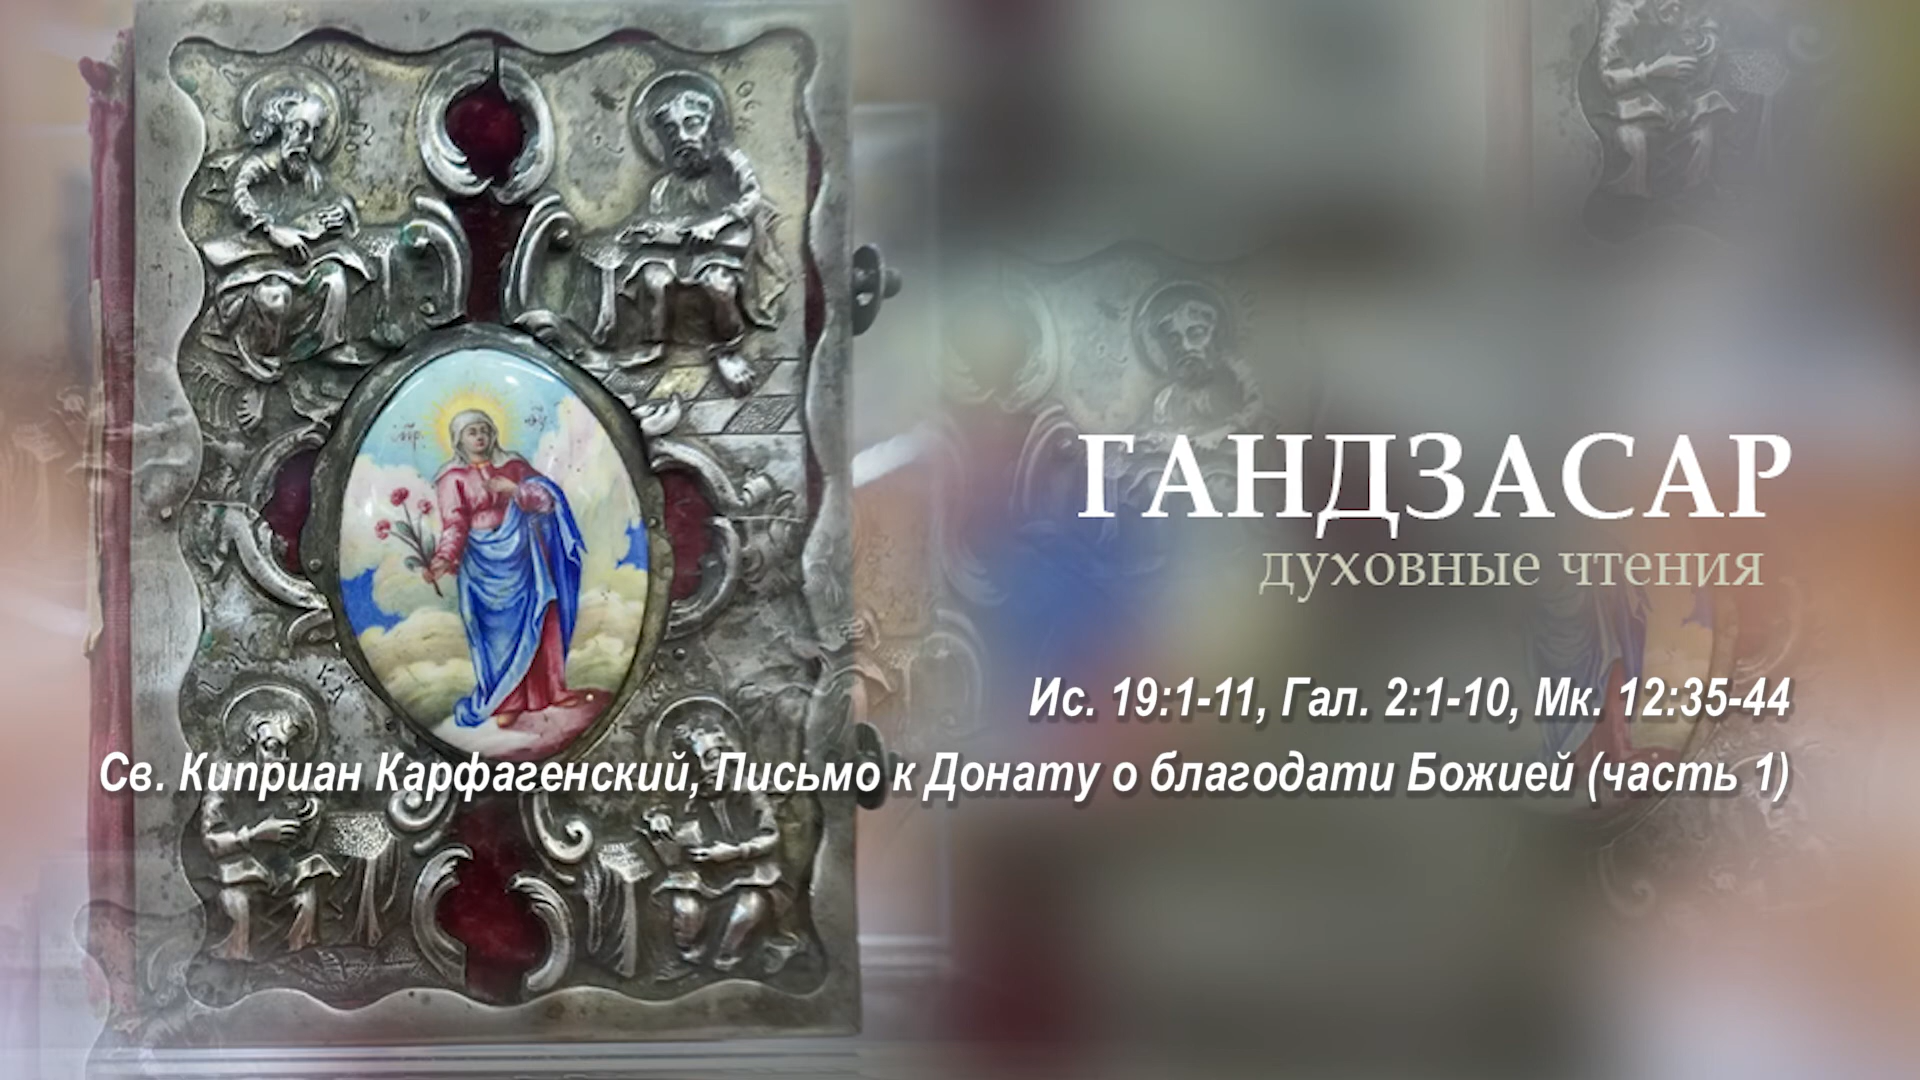 ГАНДЗАСАР
духовные чтения
Ис. 19:1-11, Гал. 2:1-10, Мк. 12:35-44
Св. Киприан Карфагенский, Письмо к Донату о благодати Божией (часть 1)